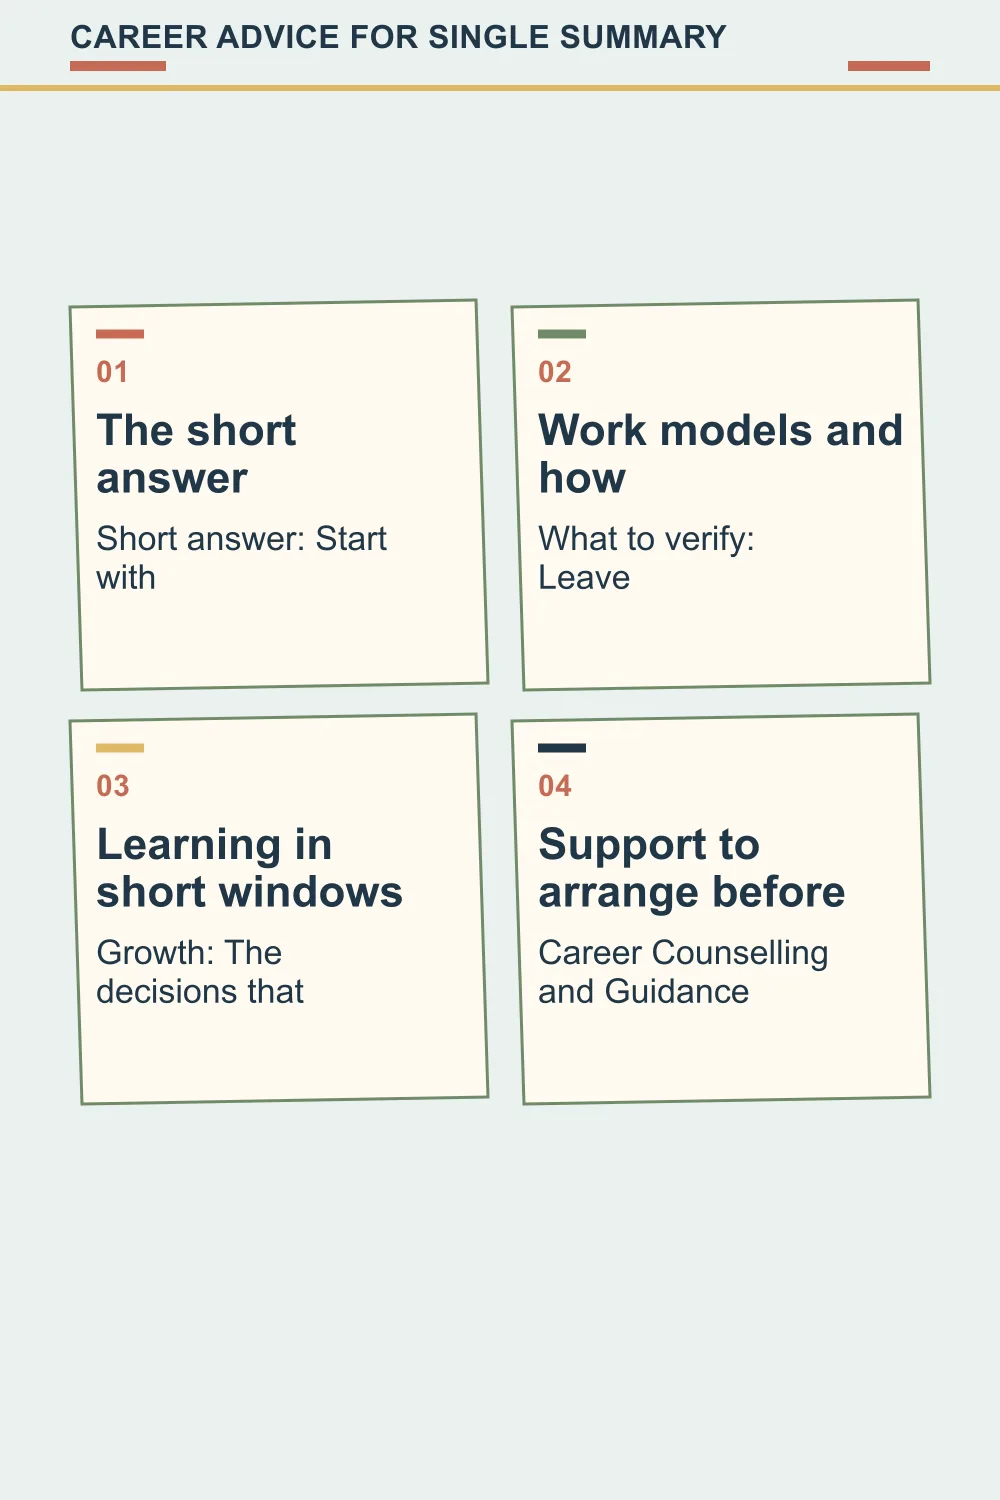 CAREER ADVICE FOR SINGLE SUMMARY
01
The short
answer
Short answer: Start
with
02
Work models and
how
What to verify:
Leave
03
Learning in
short windows
Growth: The
decisions that
04
Support to
arrange before
Career Counselling
and Guidance